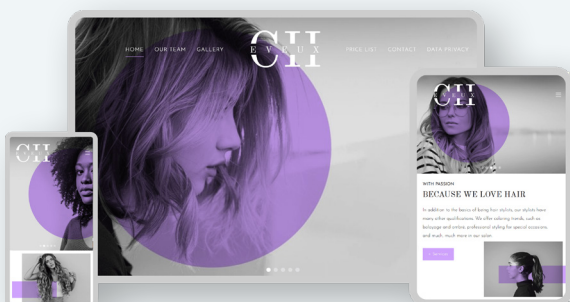 HOME OUR TEAM GALLERY
CH
EVEUX
PRICE LIST CONTACT DATA PRIVACY
CH
EVEUX
CH
EVEUX
WITH PASSION
BECAUSE WE LOVE HAIR
In addition to the basics of being hair stylists, our stylists have
many other qualifications. We offer coloring trends, such as
balayage and ombré, professional styling for special occasions,
and much, much more in our salon.